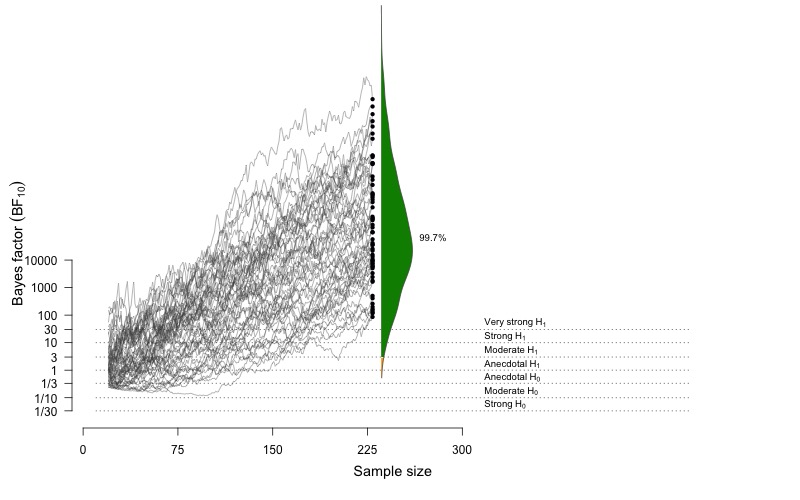 99.7%
Bayes factor (BF10)
10000
1000
100
30
10
3
1
1/3
1/10
1/30
Very strong H1
Strong H1
Moderate H1
Anecdotal H1
Anecdotal H0
Moderate H0
Strong H0
0 75 150 225 300
Sample size